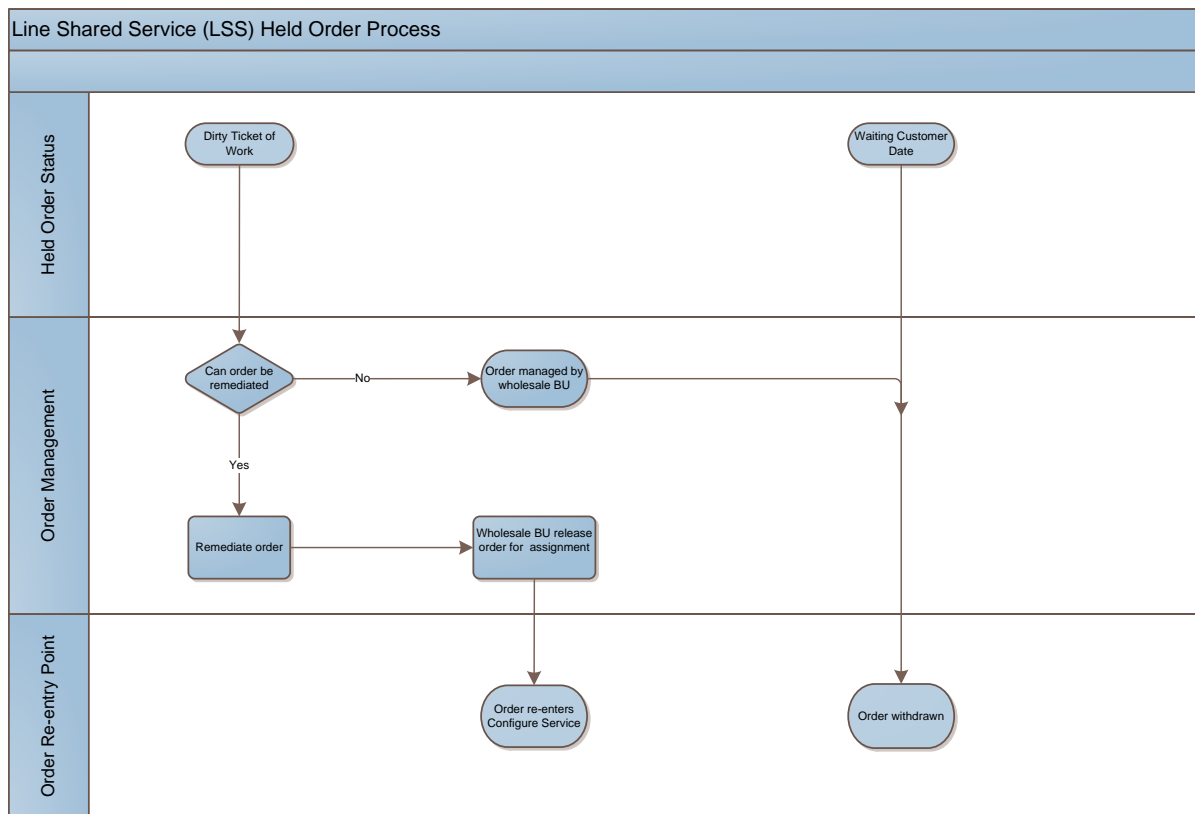 Line Shared Service (LSS) Held Order Process
Held Order Status
Dirty Ticket of
Work
Waiting Customer
Date
Order Management
Can order be
remediated
No
Order managed by
wholesale BU
Yes
Remediate order
Wholesale BU release
order for assignment
Order Re-entry Point
Order re-enters
Configure Service
Order withdrawn